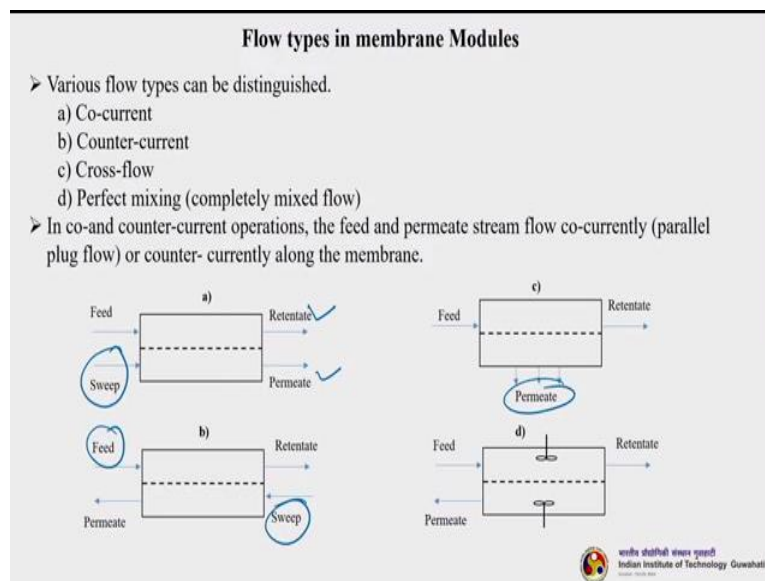 Flow types in membrane Modules
➢ Various flow types can be distinguished.
a) Co-current
b) Counter-current
c) Cross-flow
d) Perfect mixing (completely mixed flow)
➢ In co-and counter-current operations, the feed and permeate stream flow co-currently (parallel
plug flow) or counter- currently along the membrane.
a)
Feed
Retentate
Sweep
Permeate
b)
Feed
Retentate
Permeate
Sweep
c)
Feed
Retentate
Permeate
d)
Feed
Retentate
Permeate
भारतीय प्रौद्योगिकी संस्थान गुवाहाटी
Indian Institute of Technology Guwahati